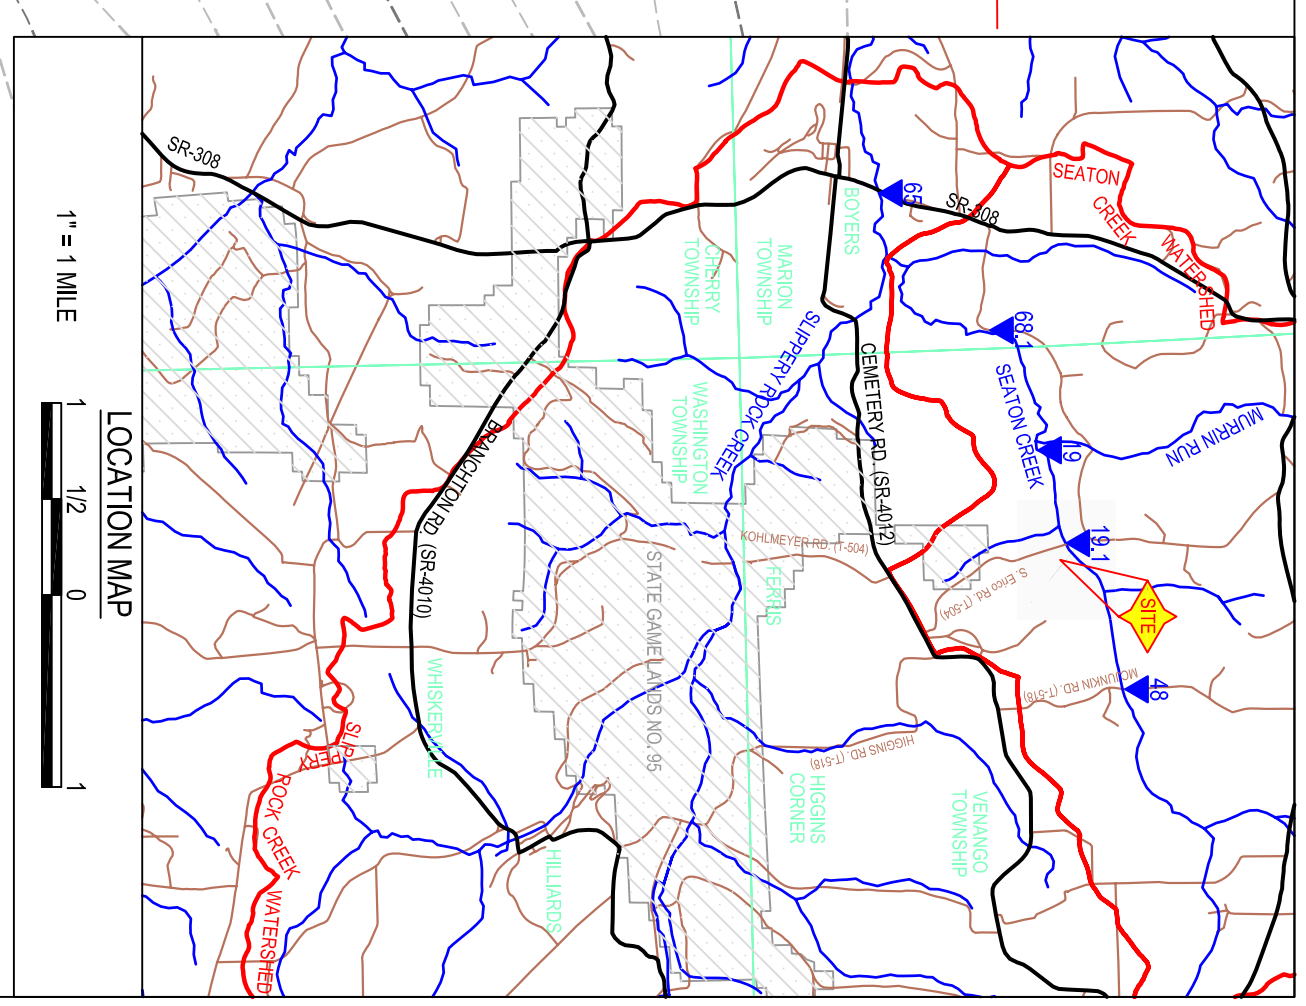 SR-308
SEATON
CREEK
WATERSHED
65
SR-308
BOYERS
MARION
TOWNSHIP
CHERRY
TOWNSHIP
68.1
SLIPPERY ROCK CREEK
CEMETERY RD. (SR-4012)
SEATON CREEK
MURRIN RUN
19
WASHINGTON
TOWNSHIP
BRANCHTON RD (SR-4010)
19.1
KOHLMEYER RD. (T-504)
S. Erico Rd. (T-504)
SITE
FERRIS
STATE GAME LANDS NO. 95
MCJUNKIN RD. (T-518)
48
WHISKERVILLE
HIGGINS RD. (T-518)
HIGGINS
CORNER
VENANGO
TOWNSHIP
SLIPPERY
ROCK CREEK
WATERSHED
HILLIARDS
LOCATION MAP
1" = 1 MILE
1 1/2 0 1